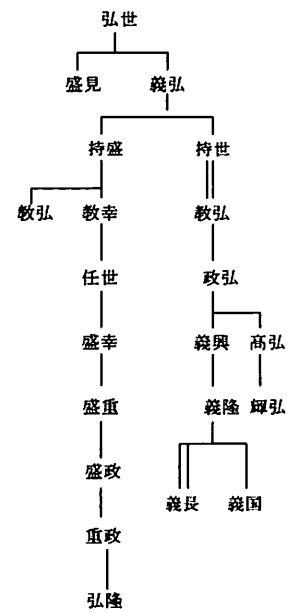 弘世
盛見 義弘
持盛 持世
教弘 教幸 教弘
任世 政弘
盛幸 義興 高弘
盛重 義隆 輝弘
盛政 義長 義国
重政
弘隆